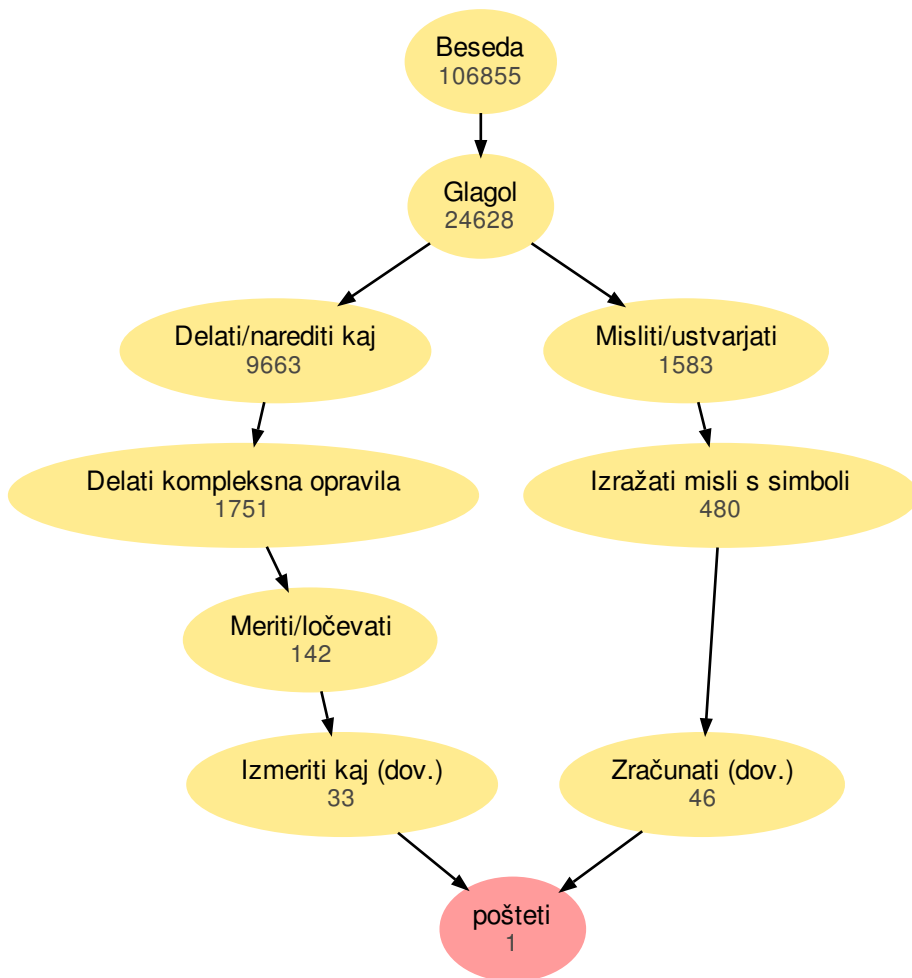 Beseda
106855
Glagol
24628
Delati/narediti kaj
9663
Misliti/ustvarjati
1583
Delati kompleksna opravila
1751
Izražati misli s simboli
480
Meriti/ločevati
142
Izmeriti kaj (dov.)
33
Zračunati (dov.)
46
pošteti
1